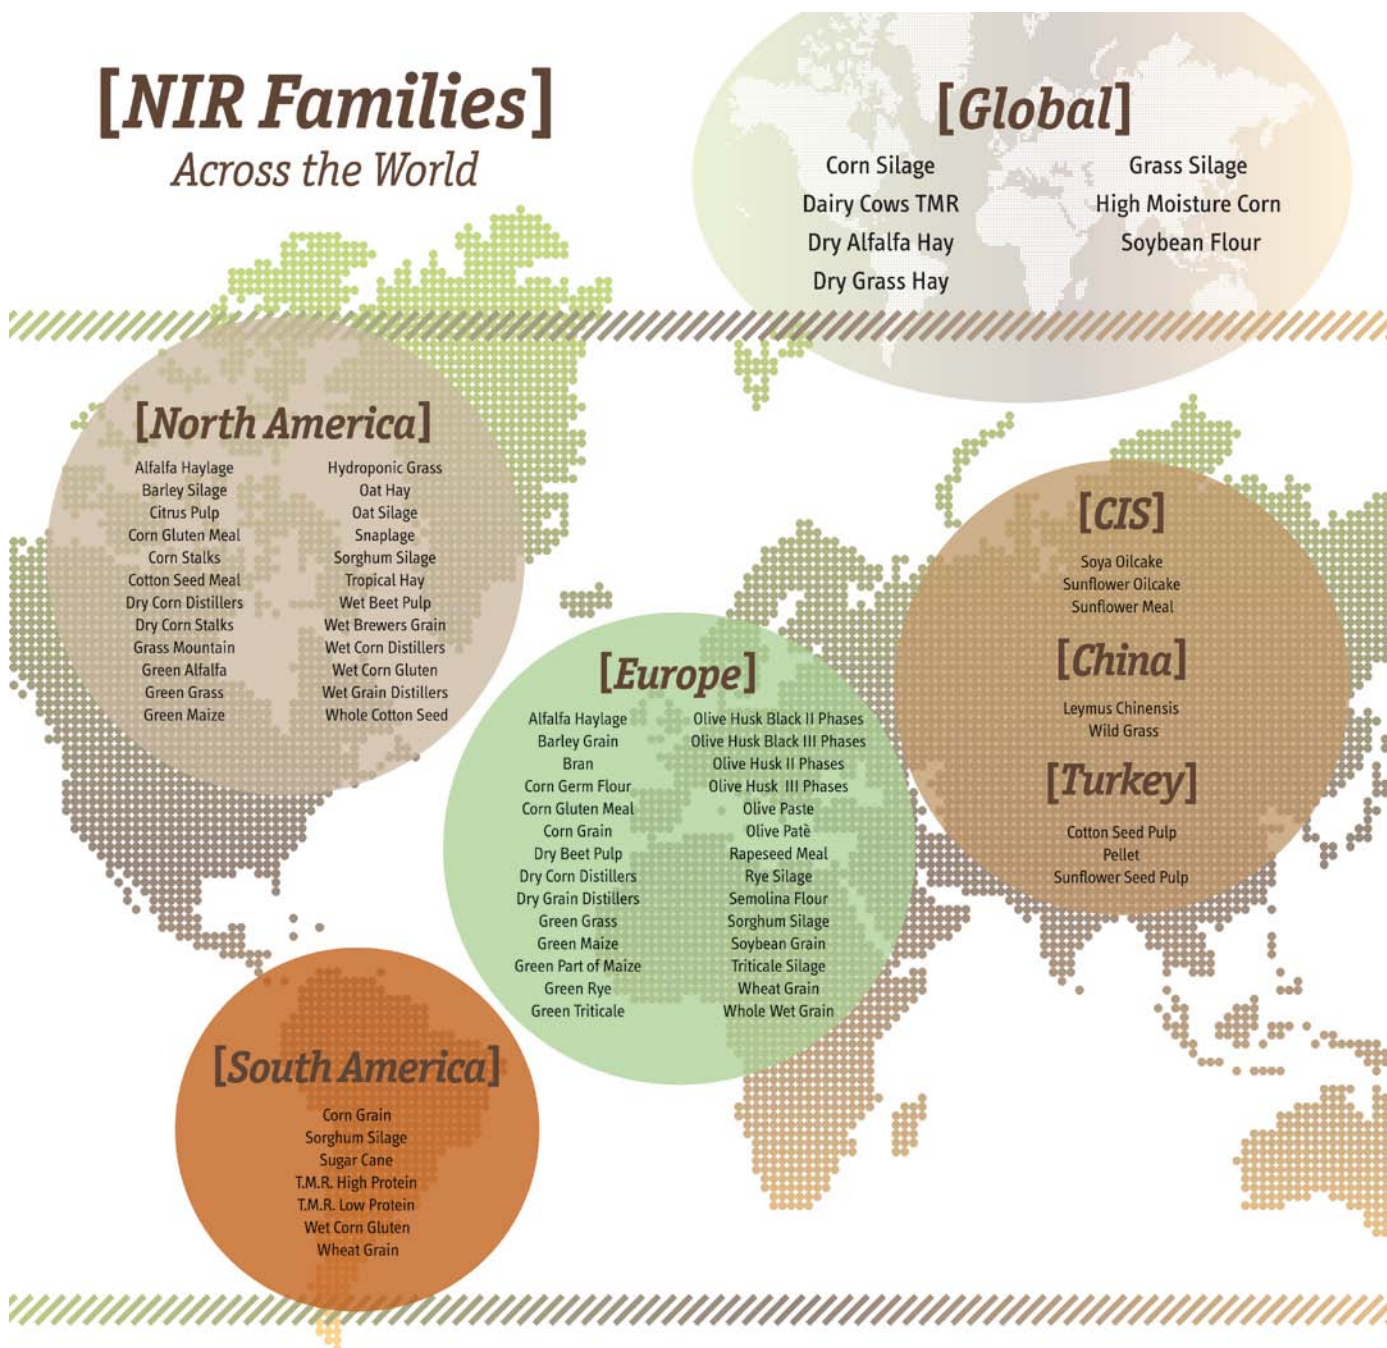 [NIR Families]
Across the World
[Global]
Corn Silage
Dairy Cows TMR
Dry Alfalfa Hay
Dry Grass Hay
Grass Silage
High Moisture Corn
Soybean Flour
[North America]
Alfalfa Haylage
Barley Silage
Citrus Pulp
Corn Gluten Meal
Corn Stalks
Cotton Seed Meal
Dry Corn Distillers
Dry Corn Stalks
Grass Mountain
Green Alfalfa
Green Grass
Green Maize
Hydroponic Grass
Oat Hay
Oat Silage
Snaplage
Sorghum Silage
Tropical Hay
Wet Beet Pulp
Wet Brewers Grain
Wet Corn Distillers
Wet Corn Gluten
Wet Grain Distillers
Whole Cotton Seed
[CIS]
Soya Oilcake
Sunflower Oilcake
Sunflower Meal
[China]
Leymus Chinensis
Wild Grass
[Turkey]
Cotton Seed Pulp
Pellet
Sunflower Seed Pulp
[Europe]
Alfalfa Haylage
Barley Grain
Bran
Corn Germ Flour
Corn Gluten Meal
Corn Grain
Dry Beet Pulp
Dry Corn Distillers
Dry Grain Distillers
Green Grass
Green Maize
Green Part of Maize
Green Rye
Green Triticale
Olive Husk Black II Phases
Olive Husk Black III Phases
Olive Husk II Phases
Olive Husk III Phases
Olive Paste
Olive Patè
Rapeseed Meal
Rye Silage
Semolina Flour
Sorghum Silage
Soybean Grain
Triticale Silage
Wheat Grain
Whole Wet Grain
[South America]
Corn Grain
Sorghum Silage
Sugar Cane
T.M.R. High Protein
T.M.R. Low Protein
Wet Corn Gluten
Wheat Grain